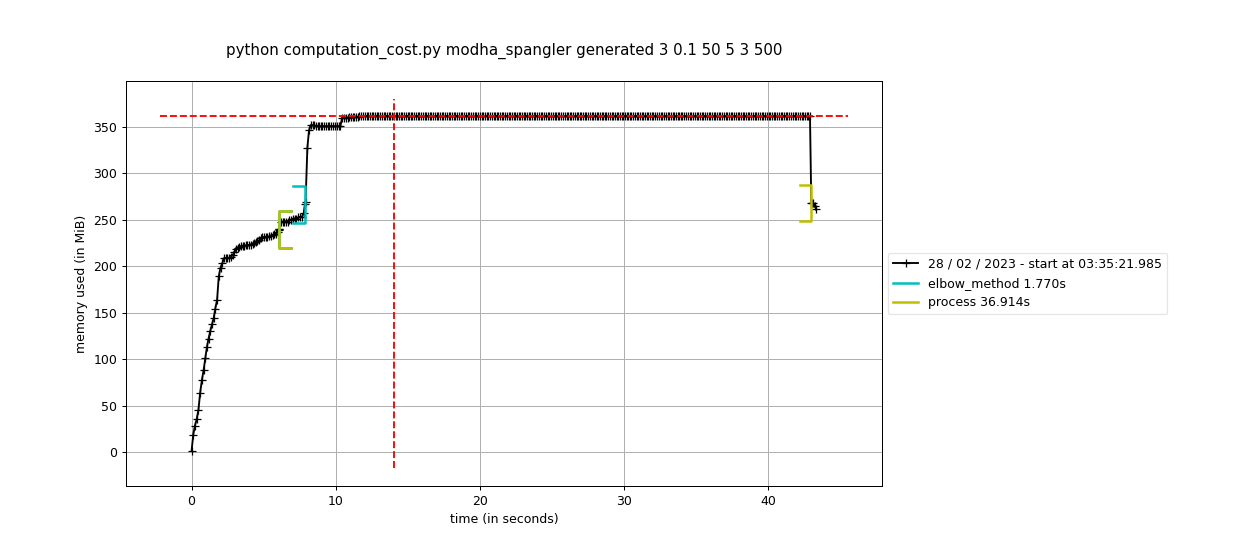 python computation_cost.py modha_spangler generated 3 0.1 50 5 3 500
350
300
250
200
150
100
50
0
memory used (in MiB)
0 10 20 30 40
time (in seconds)
28 / 02 / 2023 - start at 03:35:21.985
elbow_method 1.770s
process 36.914s